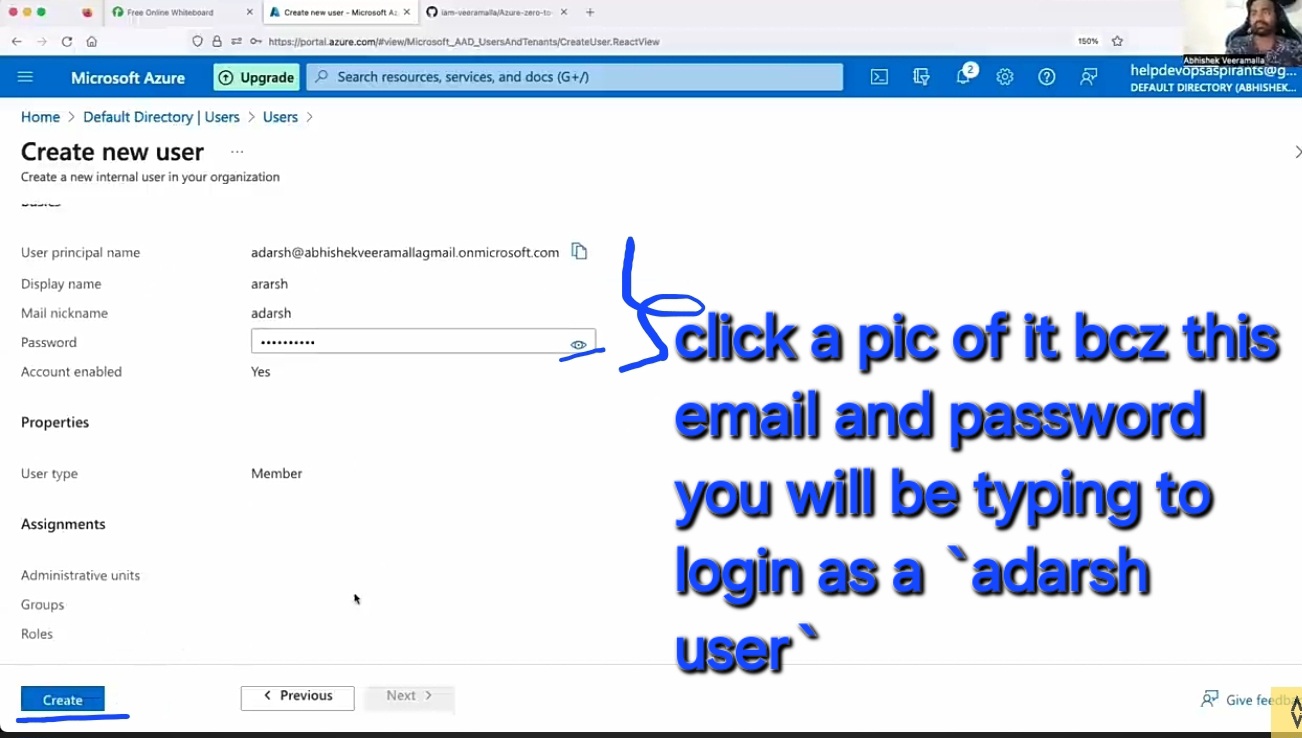 Free Online Whiteboard
Create new user - Microsoft Az
iam-veeramalla/Azure-zero-to-
https://portal.azure.com/#view/Microsoft_AAD_UsersAndTenants/CreateUser.ReactView
150%
Abhishek Veeramalla
Microsoft Azure
Upgrade
Search resources, services, and docs (G+/)
2
helpdevopsaspirants@g...
DEFAULT DIRECTORY (ABHISHEK...
Home > Default Directory | Users > Users >
Create new user ...
Create a new internal user in your organization
Basics
User principal name adarsh@abhishekveeramallagmail.onmicrosoft.com
Display name ararsh
Mail nickname adarsh
Password ••••••••••
Account enabled Yes
Properties
User type Member
Assignments
Administrative units
Groups
Roles
click a pic of it bcz this
email and password
you will be typing to
login as a `adarsh
user`
Create
< Previous
Next >
Give feedb